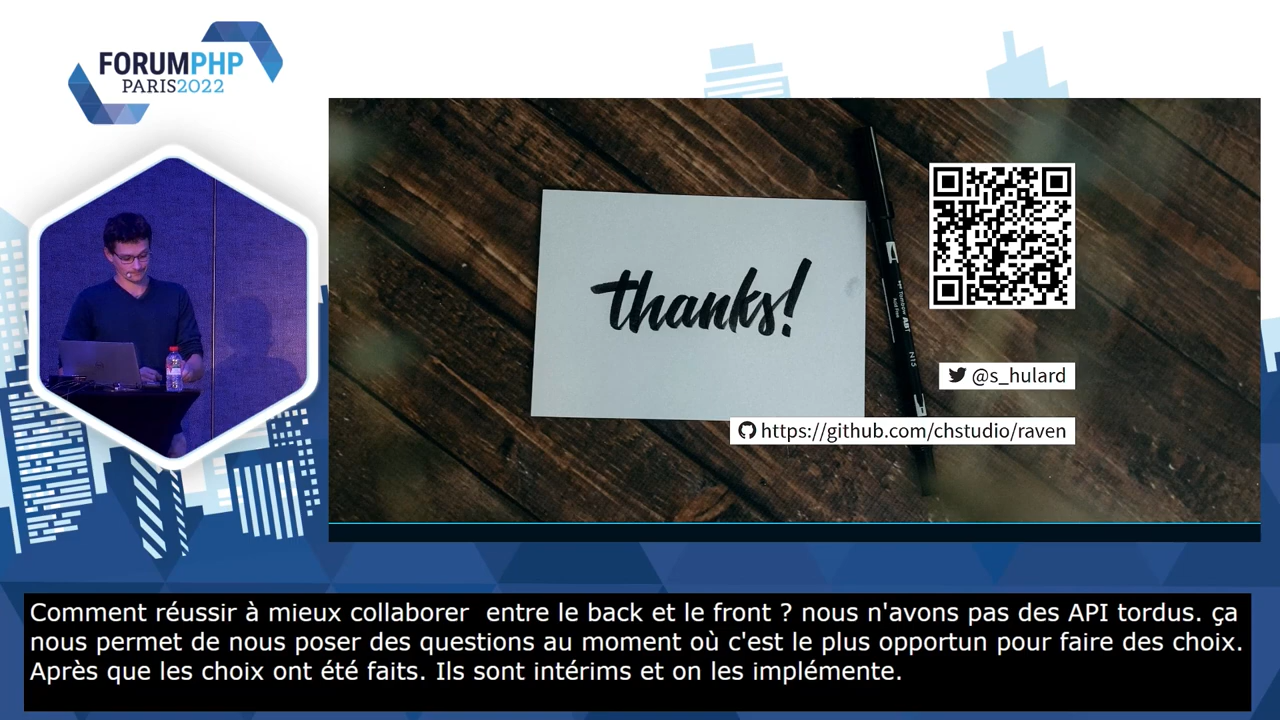 FORUMPHP
PARIS2022
thanks!
ABT
N15
@s_hulard
https://github.com/chstudio/raven
Comment réussir à mieux collaborer  entre le back et le front ? nous n'avons pas des API tordus. ça
nous permet de nous poser des questions au moment où c'est le plus opportun pour faire des choix.
Après que les choix ont été faits. Ils sont intérims et on les implémente.